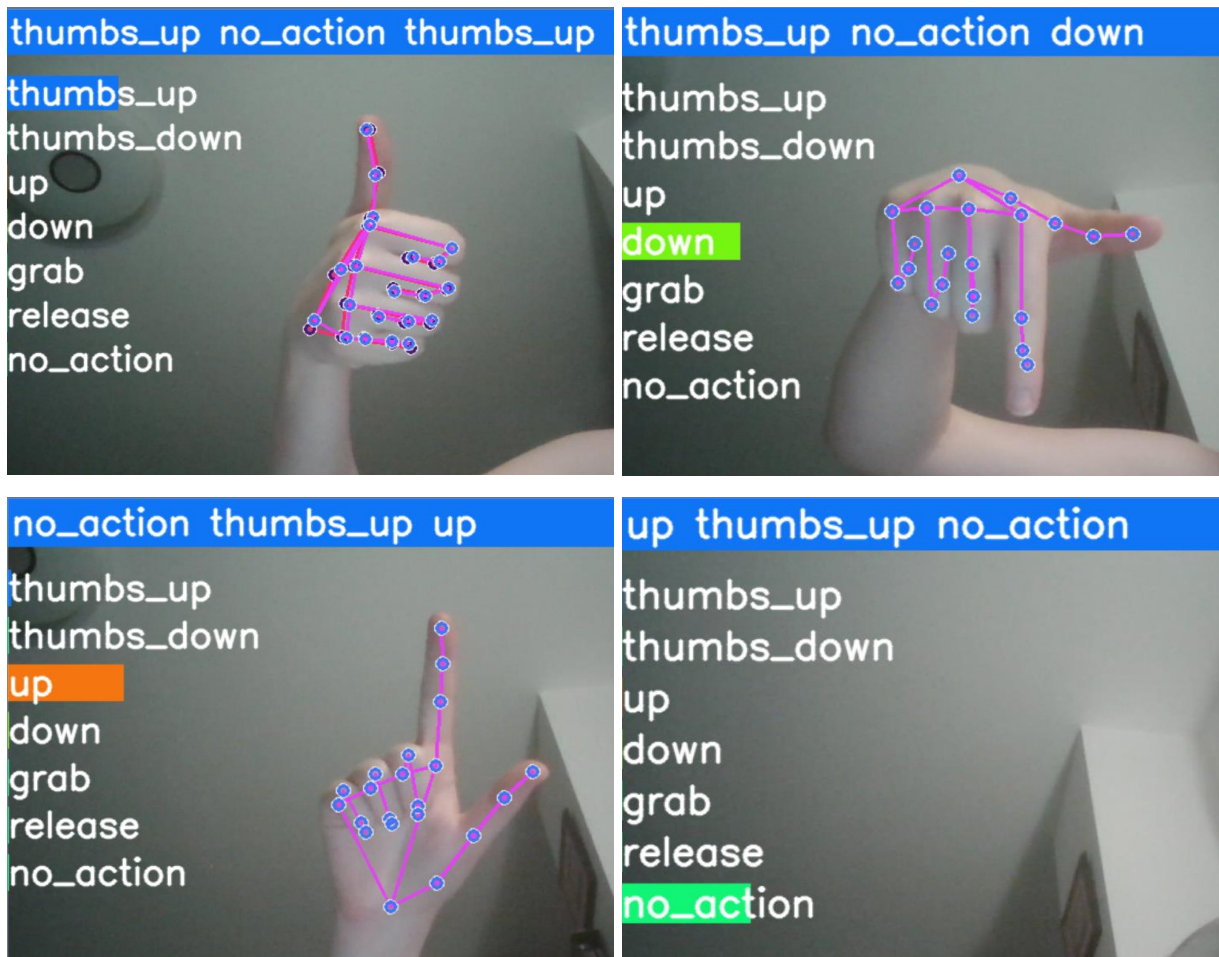 thumbs_up no_action thumbs_up
thumbs_up
thumbs_down
up
down
grab
release
no_action
thumbs_up no_action down
thumbs_up
thumbs_down
up
down
grab
release
no_action
no_action thumbs_up up
thumbs_up
thumbs_down
up
down
grab
release
no_action
up thumbs_up no_action
thumbs_up
thumbs_down
up
down
grab
release
no_action